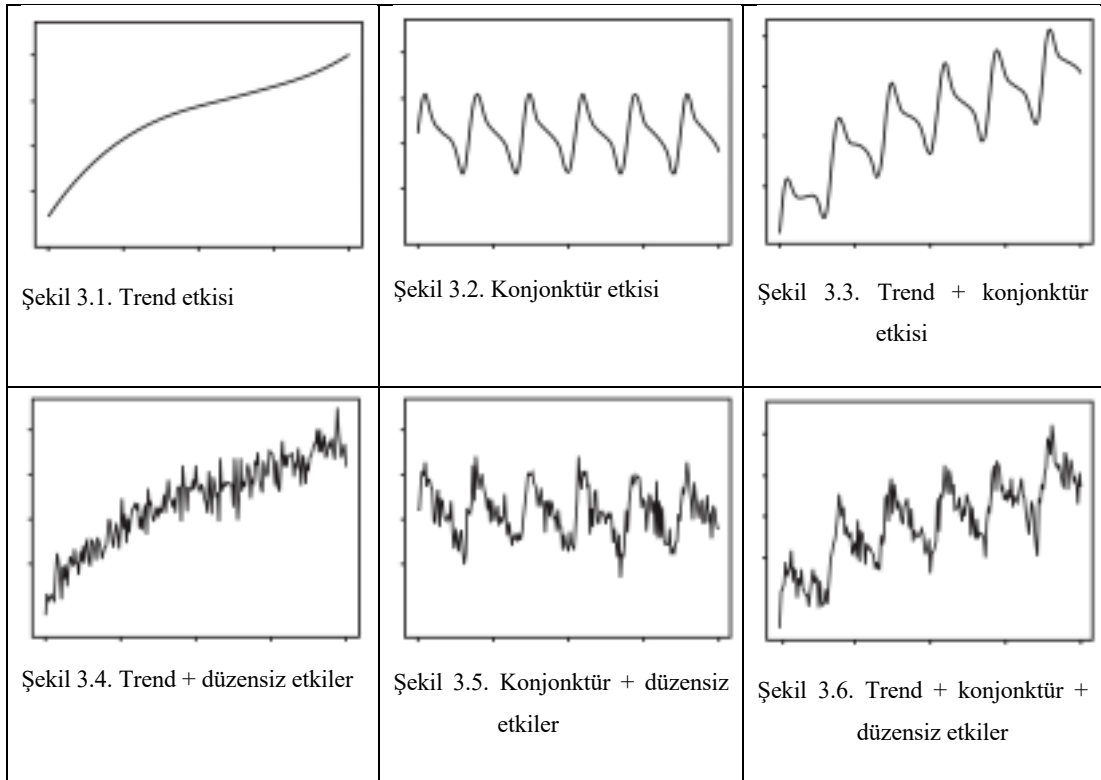 Şekil 3.1. Trend etkisi
Şekil 3.2. Konjonktür etkisi
Şekil 3.3. Trend + konjonktür
etkisi
Şekil 3.4. Trend + düzensiz etkiler
Şekil 3.5. Konjonktür + düzensiz
etkiler
Şekil 3.6. Trend + konjonktür +
düzensiz etkiler